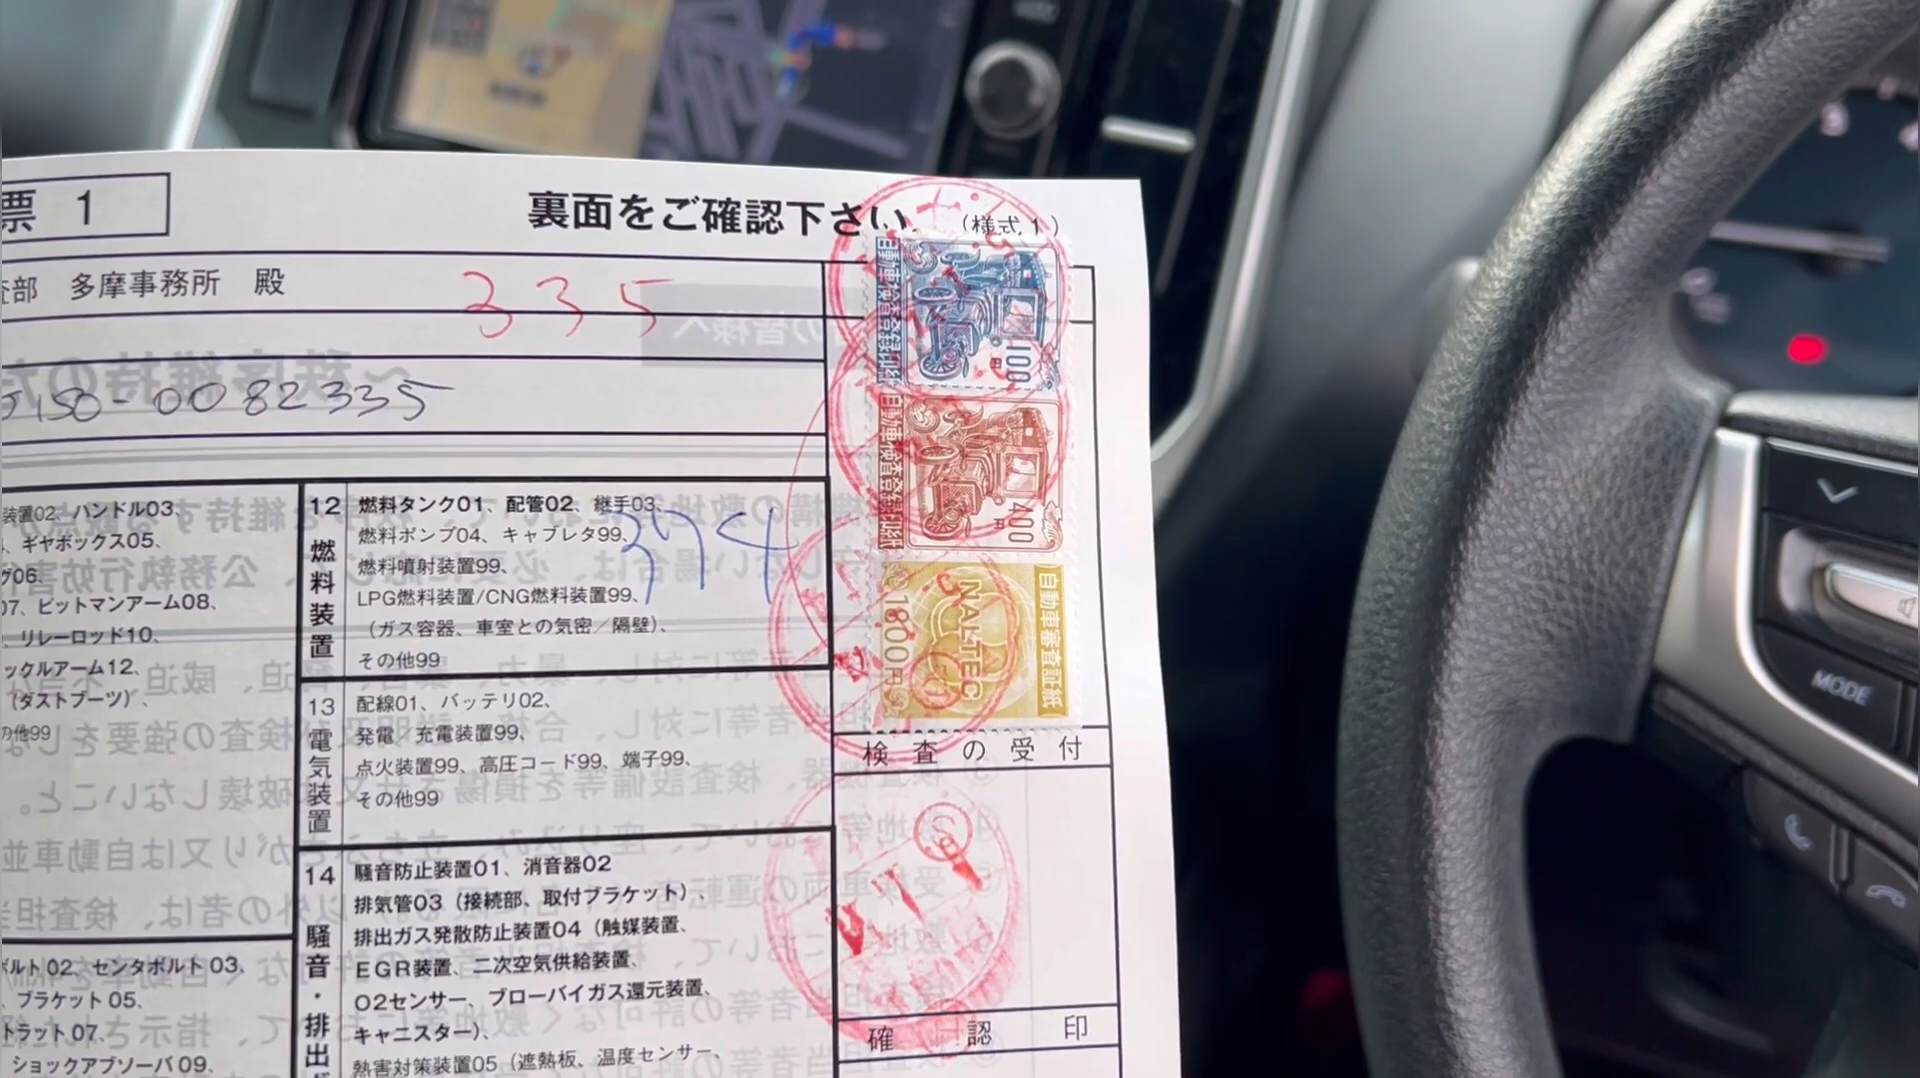 票 1
裏面をご確認下さい (様式1)
査部 多摩事務所 殿
335
J150-0082335
装置02、ハンドル03、
ギヤボックス05、
グ06、
07、ピットマンアーム08、
リレーロッド10、
ックルアーム12、
(ダストブーツ)、
の他99
ボルト02、センタボルト03、
、ブラケット05、
トラット07、
ショックアブソーバ09、
12
燃料装置
燃料タンク01、配管02、継手03、
燃料ポンプ04、キャブレタ99、
燃料噴射装置99、
LPG燃料装置/CNG燃料装置99、
(ガス容器、車室との気密/隔壁)、
その他99
374
13
電気装置
配線01、バッテリ02、
発電 充電装置99、
点火装置99、高圧コード99、端子99、
その他99
14
騒音・排出ガ
騒音防止装置01、消音器02
排気管03(接続部、取付ブラケット)、
排出ガス発散防止装置04(触媒装置、
EGR装置、二次空気供給装置、
O2センサー、ブローバイガス還元装置、
キャニスター)、
熱害対策装置05(遮熱板、温度センサー、
自動車検査登録印紙
100円
自動車検査登録印紙
400円
自動車審査証紙
NALTEC
1800円
検査の受付
確認印
MODE
3
4